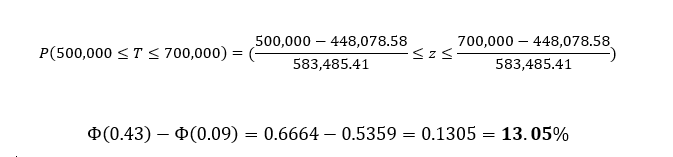 P(500,000 ≤ T ≤ 700,000) = (500,000 − 448,078.58 / 583,485.41 ≤ z ≤ 700,000 − 448,078.58 / 583,485.41)
Φ(0.43) − Φ(0.09) = 0.6664 − 0.5359 = 0.1305 = 13.05%